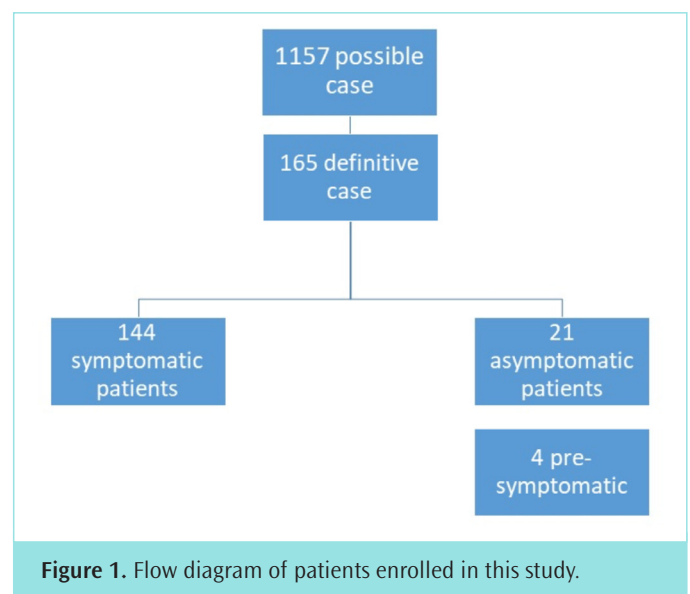 1157 possible
case
165 definitive
case
144
symptomatic
patients
21
asymptomatic
patients
4 pre-
symptomatic
Figure 1. Flow diagram of patients enrolled in this study.